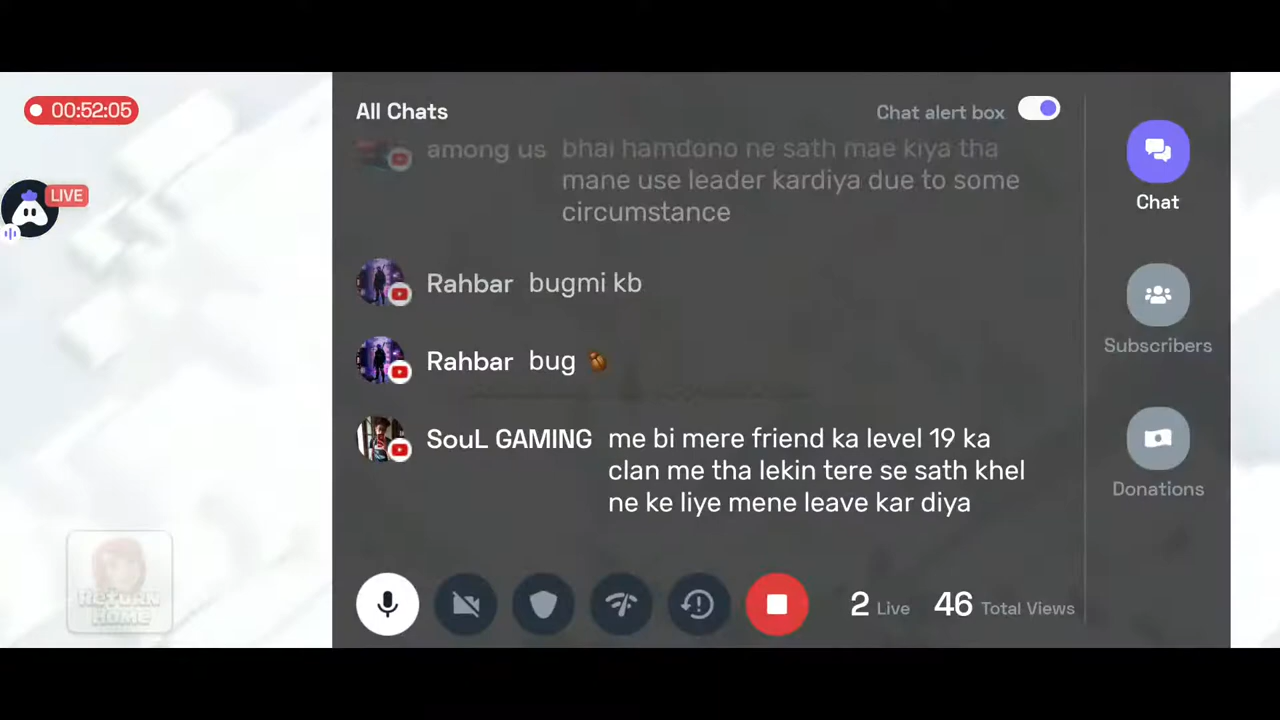 00:52:05
All Chats
Chat alert box
LIVE
among us bhai hamdono ne sath mae kiya tha
mane use leader kardiya due to some
circumstance
Chat
Rahbar bugmi kb
Subscribers
Rahbar bug
SouL GAMING me bi mere friend ka level 19 ka
clan me tha lekin tere se sath khel
ne ke liye mene leave kar diya
Donations
RETURN
HOME
2 Live 46 Total Views